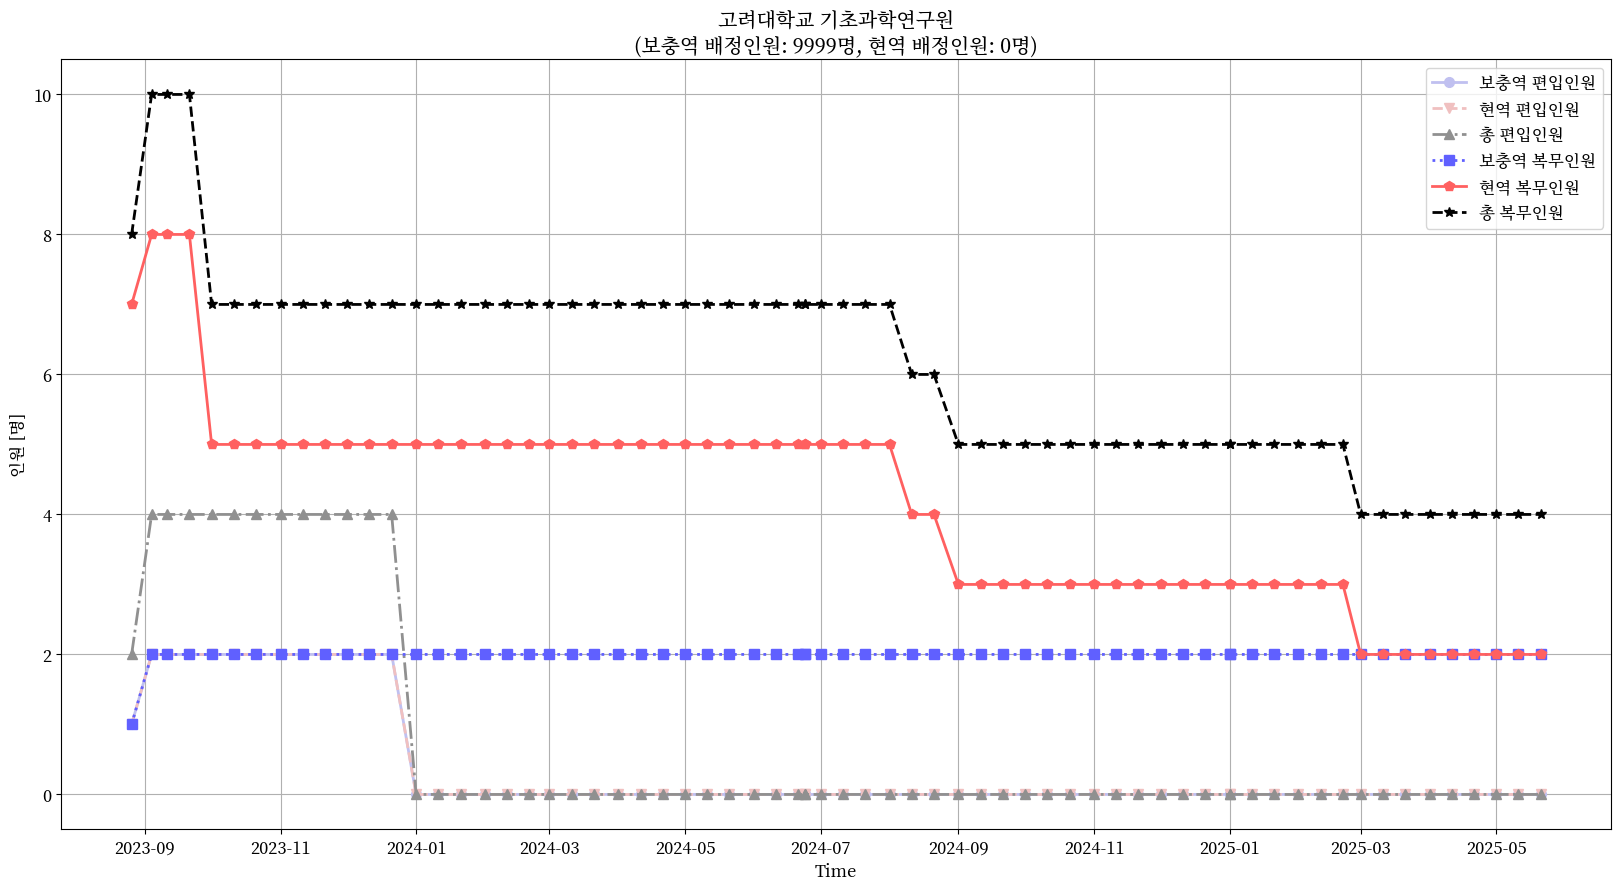 고려대학교 기초과학연구원
(보충역 배정인원: 9999명, 현역 배정인원: 0명)
보충역 편입인원
현역 편입인원
총 편입인원
보충역 복무인원
현역 복무인원
총 복무인원
인원 [명]
10
8
6
4
2
0
2023-09 2023-11 2024-01 2024-03 2024-05 2024-07 2024-09 2024-11 2025-01 2025-03 2025-05
Time